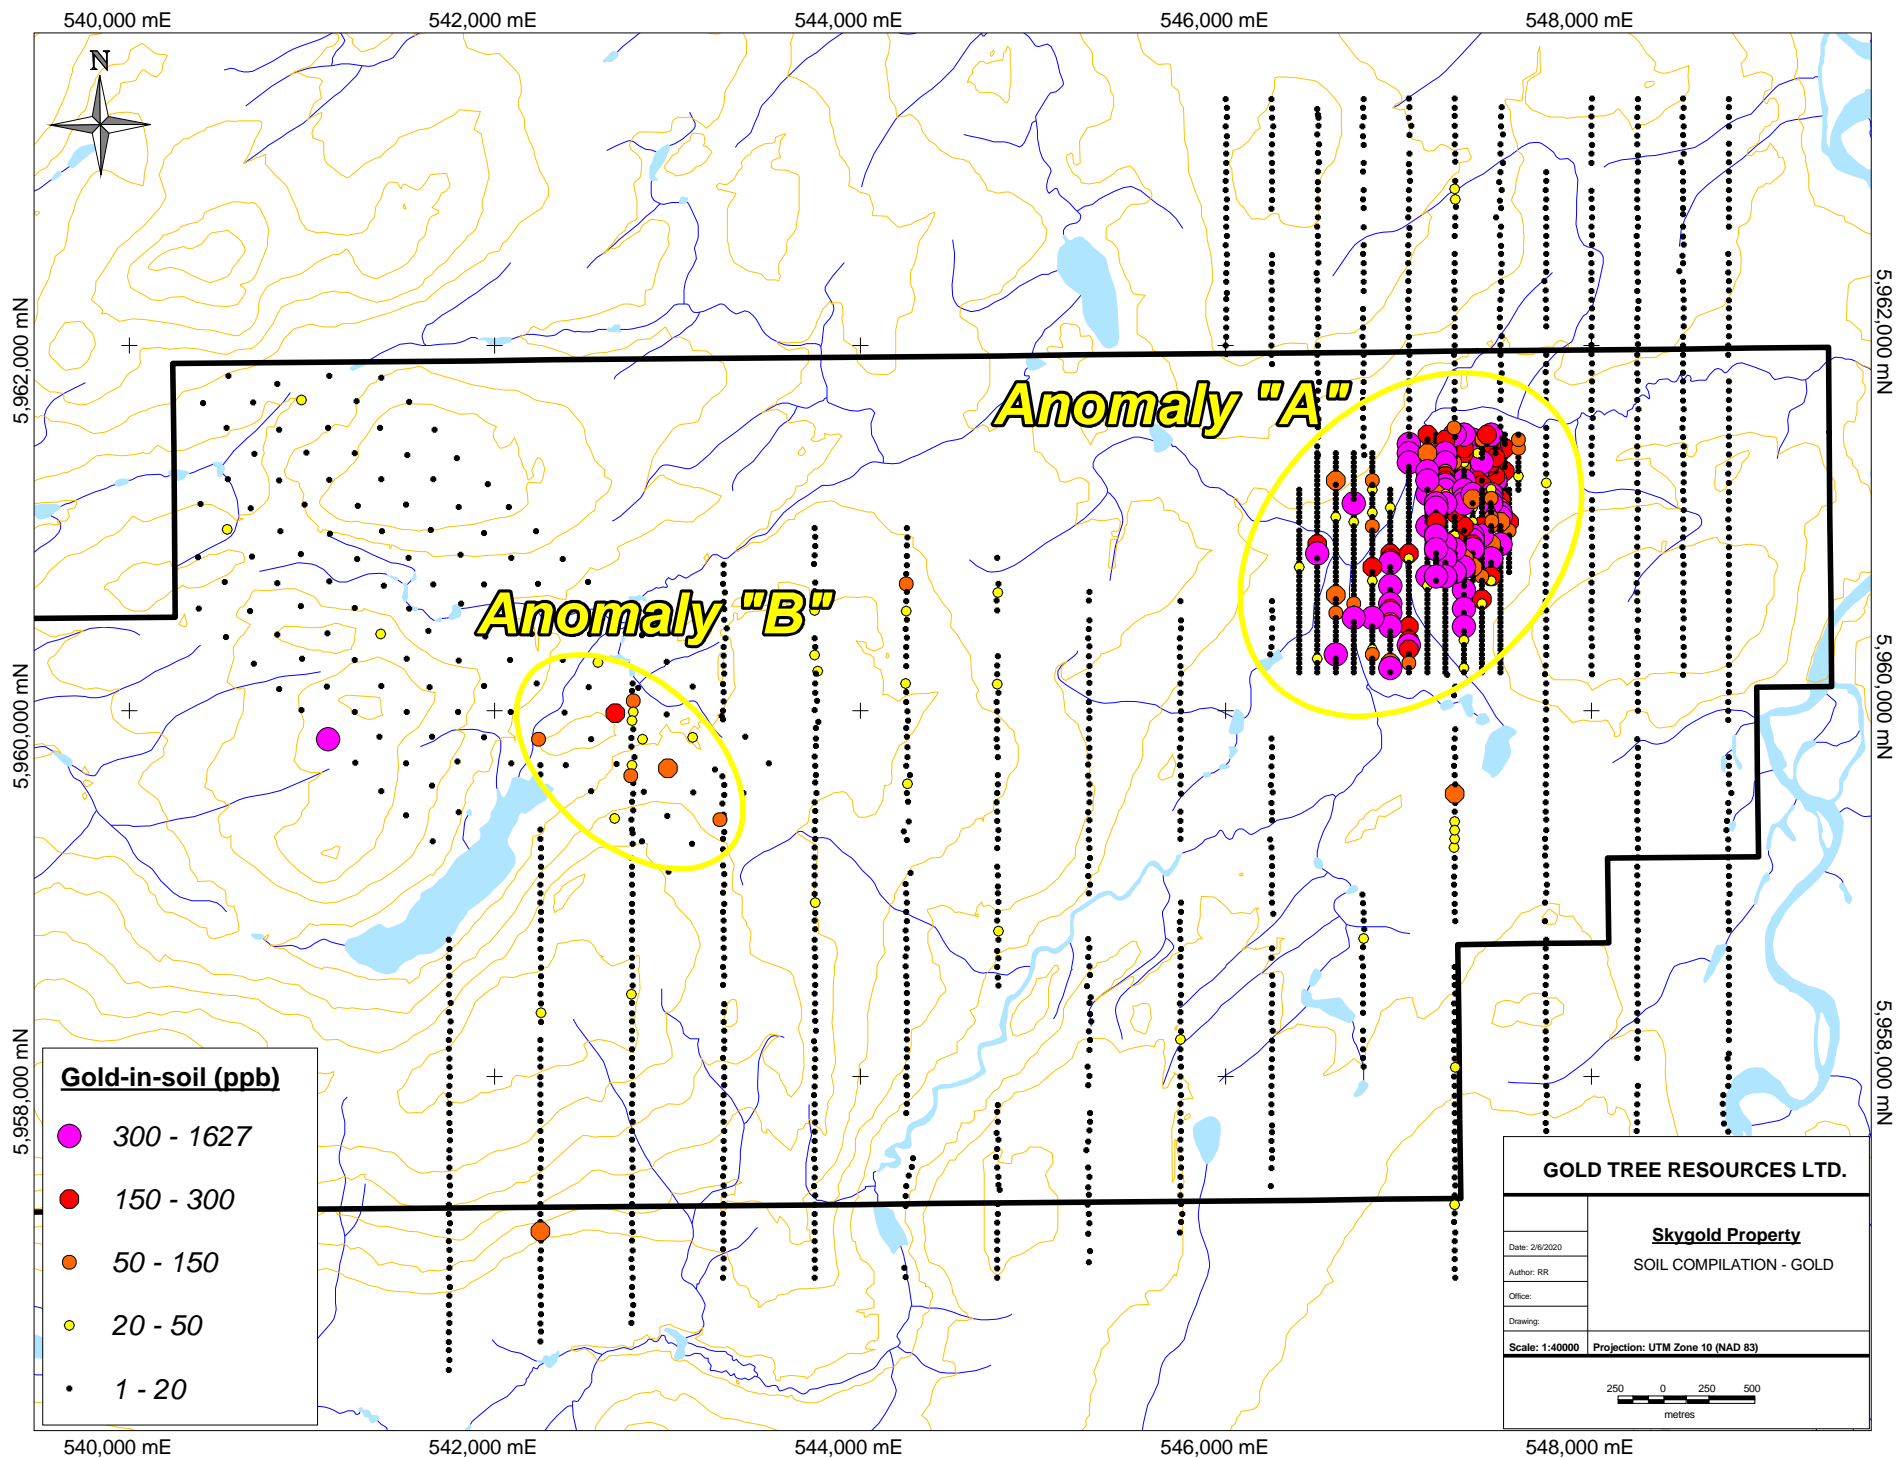 540,000 mE
542,000 mE
544,000 mE
546,000 mE
548,000 mE
N
5,962,000 mN
5,962,000 mN
Anomaly "A"
Anomaly "B"
5,960,000 mN
5,960,000 mN
5,958,000 mN
5,958,000 mN
Gold-in-soil (ppb)
300 - 1627
150 - 300
50 - 150
20 - 50
1 - 20
GOLD TREE RESOURCES LTD.
Skygold Property
SOIL COMPILATION - GOLD
Date: 2/6/2020
Author: RR
Office:
Drawing:
Scale: 1:40000
Projection: UTM Zone 10 (NAD 83)
250 0 250 500
metres
540,000 mE
542,000 mE
544,000 mE
546,000 mE
548,000 mE